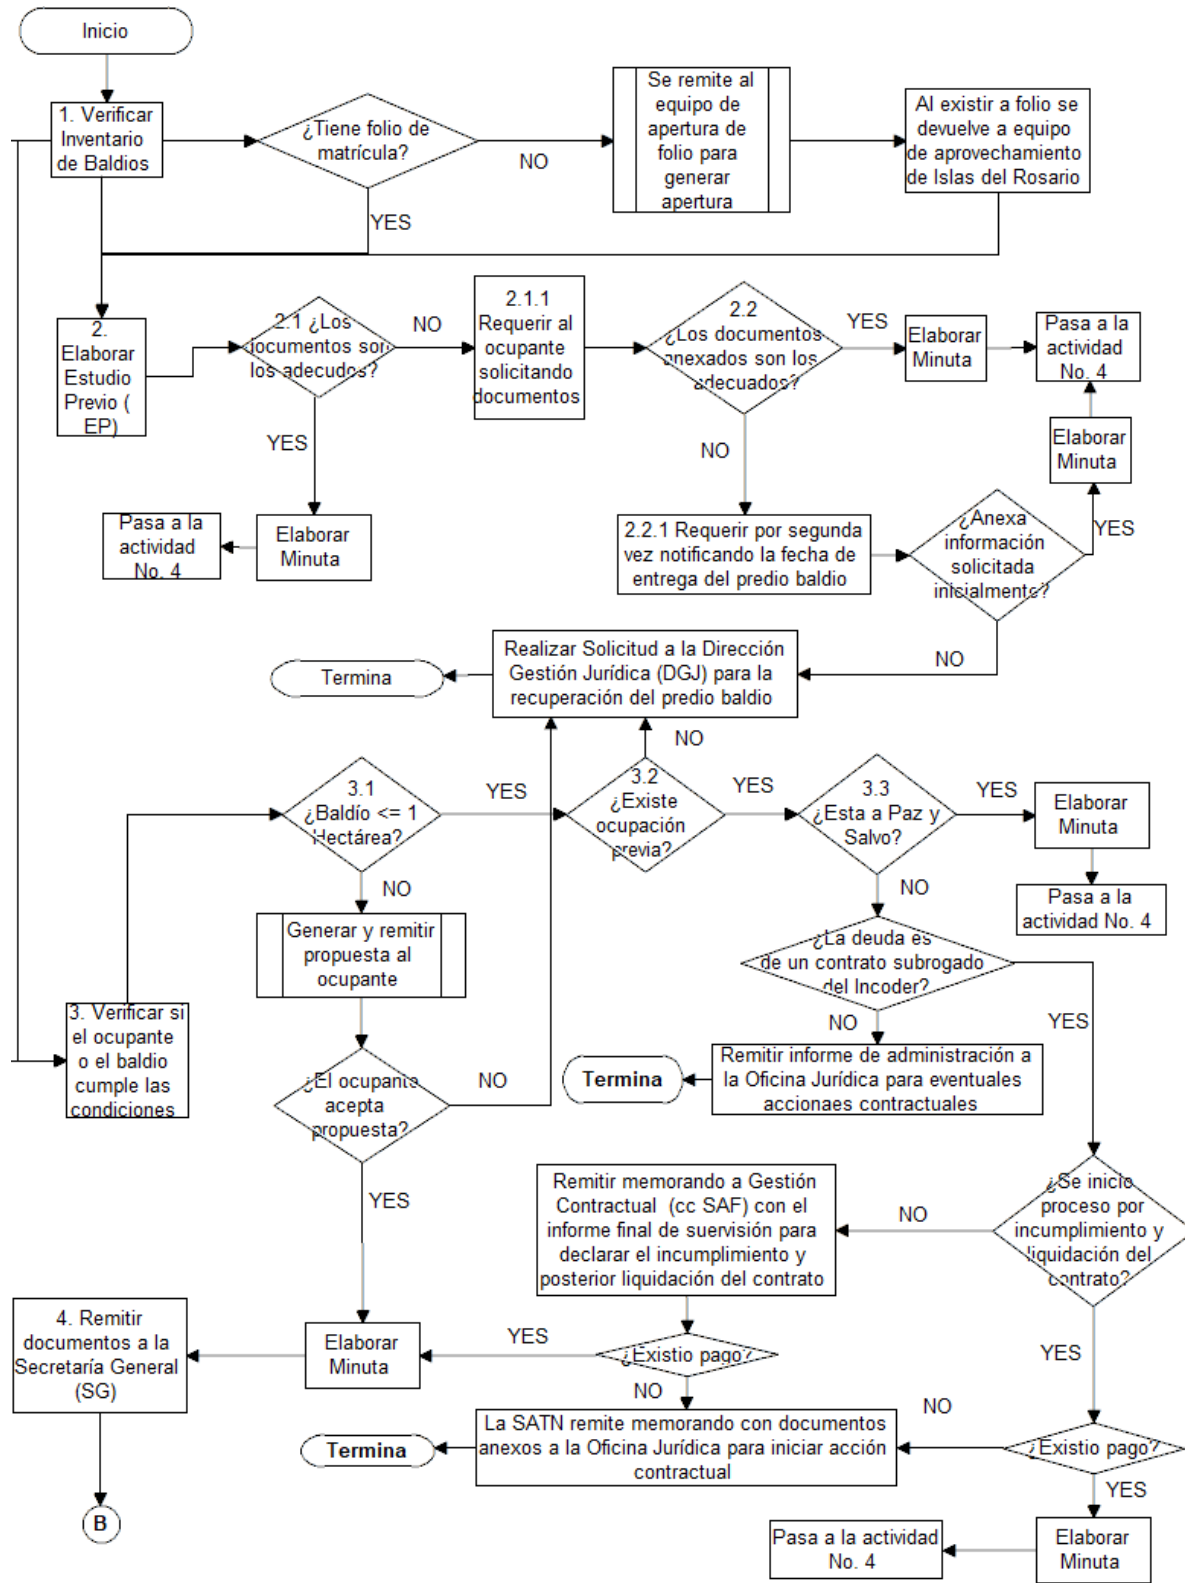 Inicio
1. Verificar
Inventario
de Baldios
¿Tiene folio de
matrícula?
NO
YES
Se remite al
equipo de
apertura de
folio para
generar
apertura
Al existir a folio se
devuelve a equipo
de aprovechamiento
de Islas del Rosario
2.
Elaborar
Estudio
Previo (
EP)
2.1 ¿Los
documentos son
los adecudos?
NO
YES
2.1.1
Requerir al
ocupante
solicitando
documentos
2.2
¿Los documentos
anexados son los
adecuados?
YES
NO
Elaborar
Minuta
Pasa a la
actividad
No. 4
Elaborar
Minuta
YES
Pasa a la
actividad
No. 4
Elaborar
Minuta
2.2.1 Requerir por segunda
vez notificando la fecha de
entrega del predio baldio
¿Anexa
información
solicitada
inicialmente?
NO
Realizar Solicitud a la Dirección
Gestión Jurídica (DGJ) para la
recuperación del predio baldio
Termina
NO
3.1
¿Baldío <= 1
Hectárea?
YES
NO
3.2
¿Existe
ocupación
previa?
YES
3.3
¿Esta a Paz y
Salvo?
YES
NO
Elaborar
Minuta
Pasa a la
actividad No. 4
Generar y remitir
propuesta al
ocupante
¿La deuda es
de un contrato subrogado
del Incoder?
NO
YES
3. Verificar si
el ocupante
o el baldio
cumple las
condiciones
¿El ocupante
acepta
propuesta?
NO
YES
Termina
Remitir informe de administración a
la Oficina Jurídica para eventuales
accionaes contractuales
Remitir memorando a Gestión
Contractual (cc SAF) con el
informe final de suervisión para
declarar el incumplimiento y
posterior liquidación del contrato
NO
¿Se inicio
proceso por
incumplimiento y
liquidación del
contrato?
YES
4. Remitir
documentos a la
Secretaría General
(SG)
Elaborar
Minuta
YES
¿Existio pago?
NO
NO
Termina
La SATN remite memorando con documentos
anexos a la Oficina Jurídica para iniciar acción
contractual
¿Existio pago?
YES
B
Pasa a la actividad
No. 4
Elaborar
Minuta